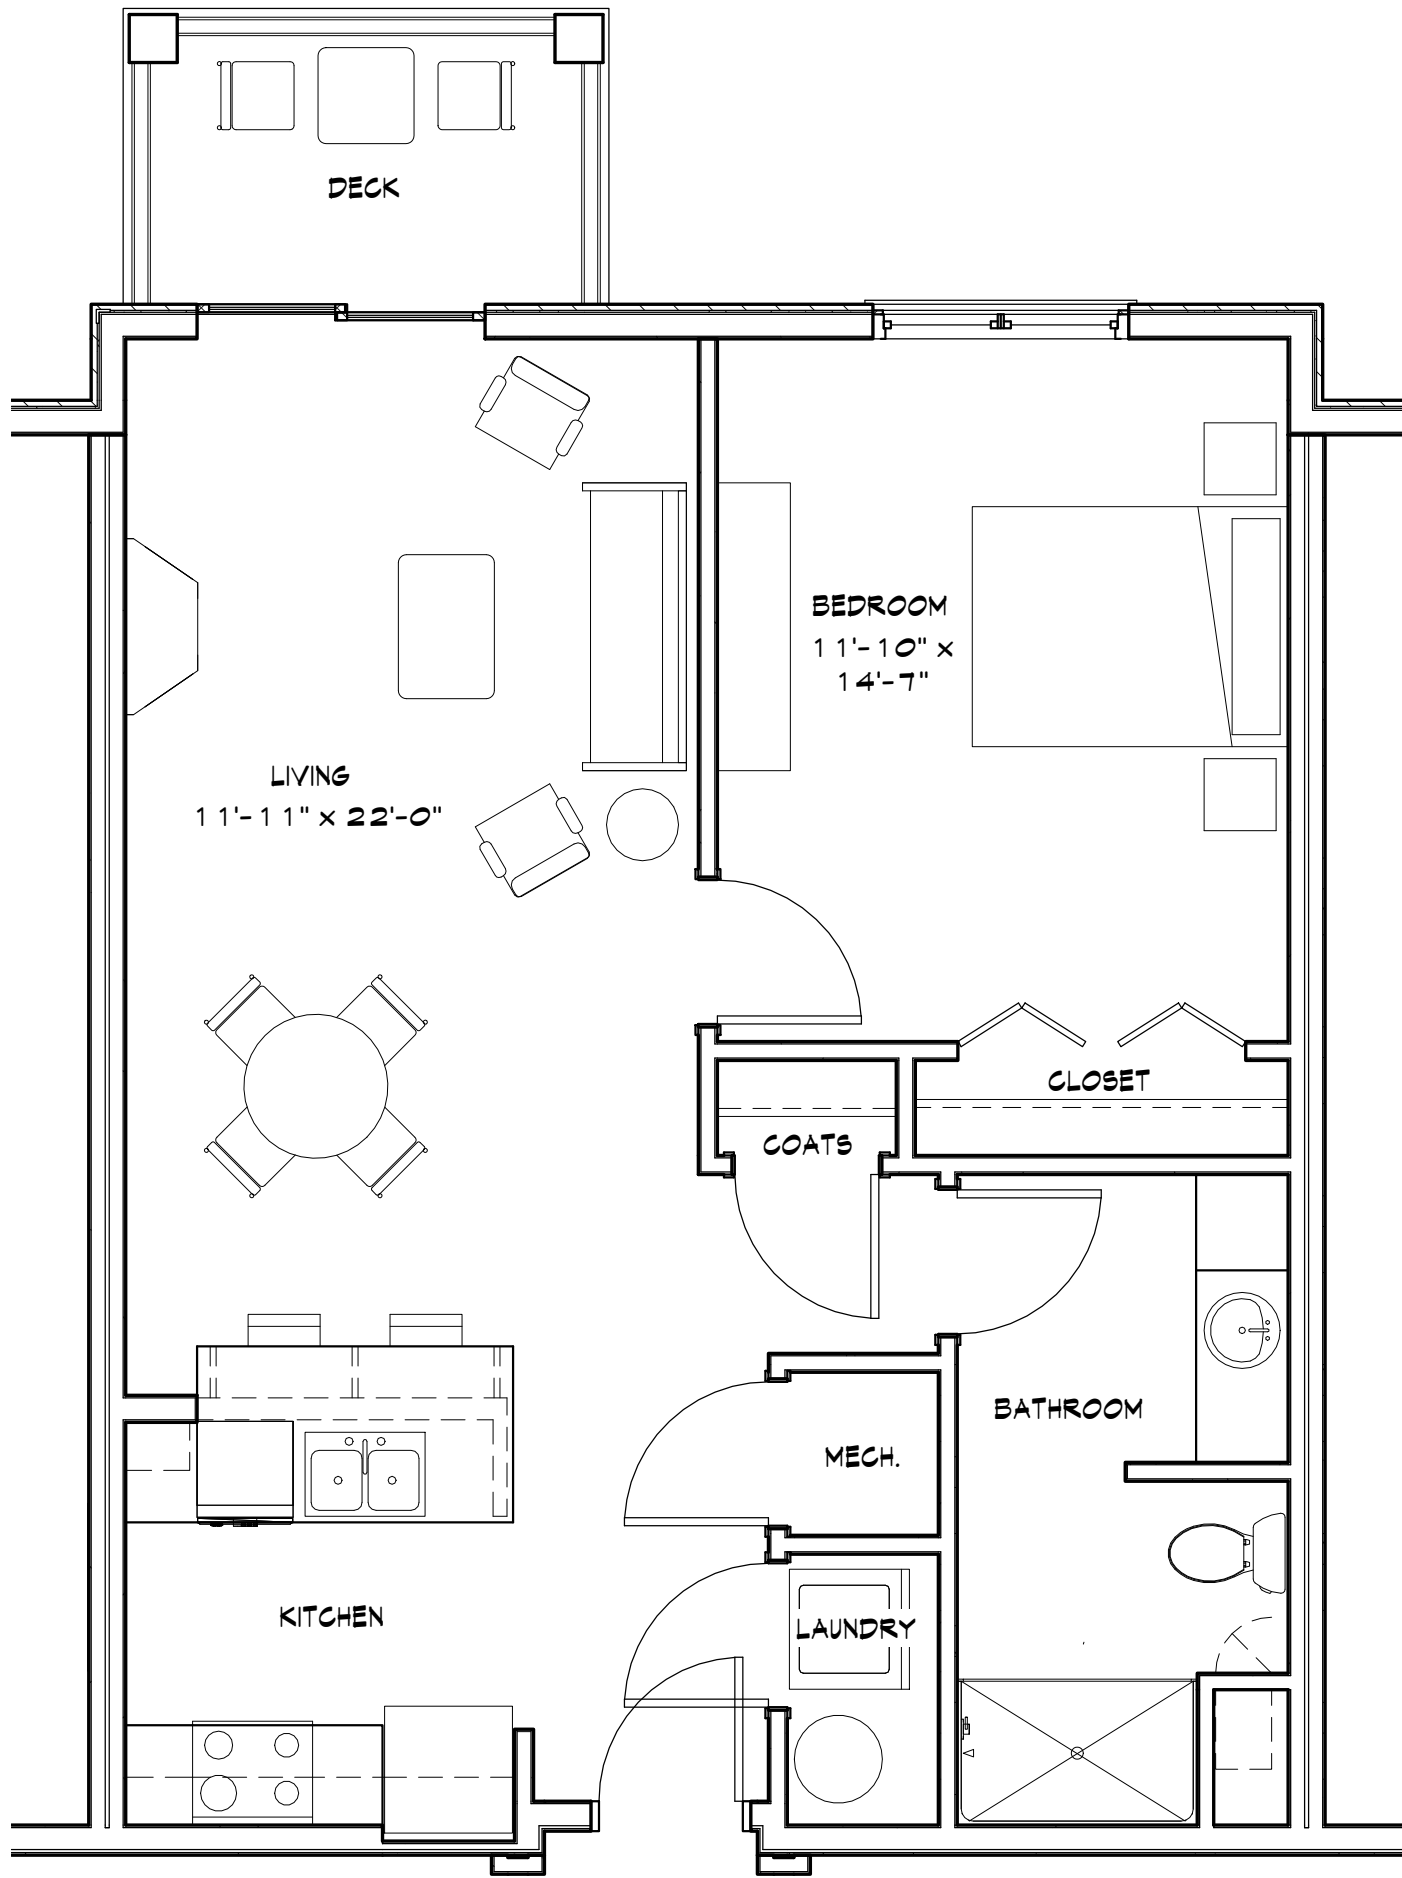 DECK
BEDROOM
11'-10" x
14'-7"
LIVING
11'-11" x 22'-0"
CLOSET
COATS
BATHROOM
MECH.
KITCHEN
LAUNDRY